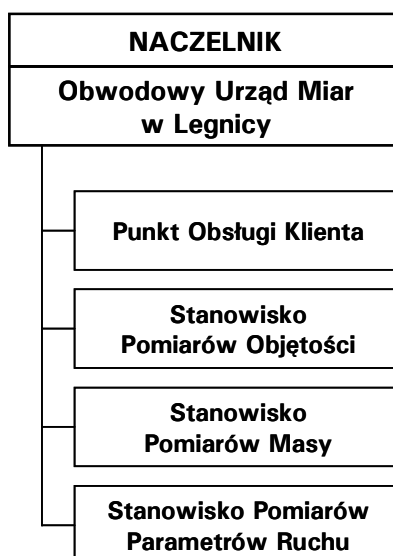 NACZELNIK
Obwodowy Urząd Miar
w Legnicy
Punkt Obsługi Klienta
Stanowisko
Pomiarów Objętości
Stanowisko
Pomiarów Masy
Stanowisko Pomiarów
Parametrów Ruchu